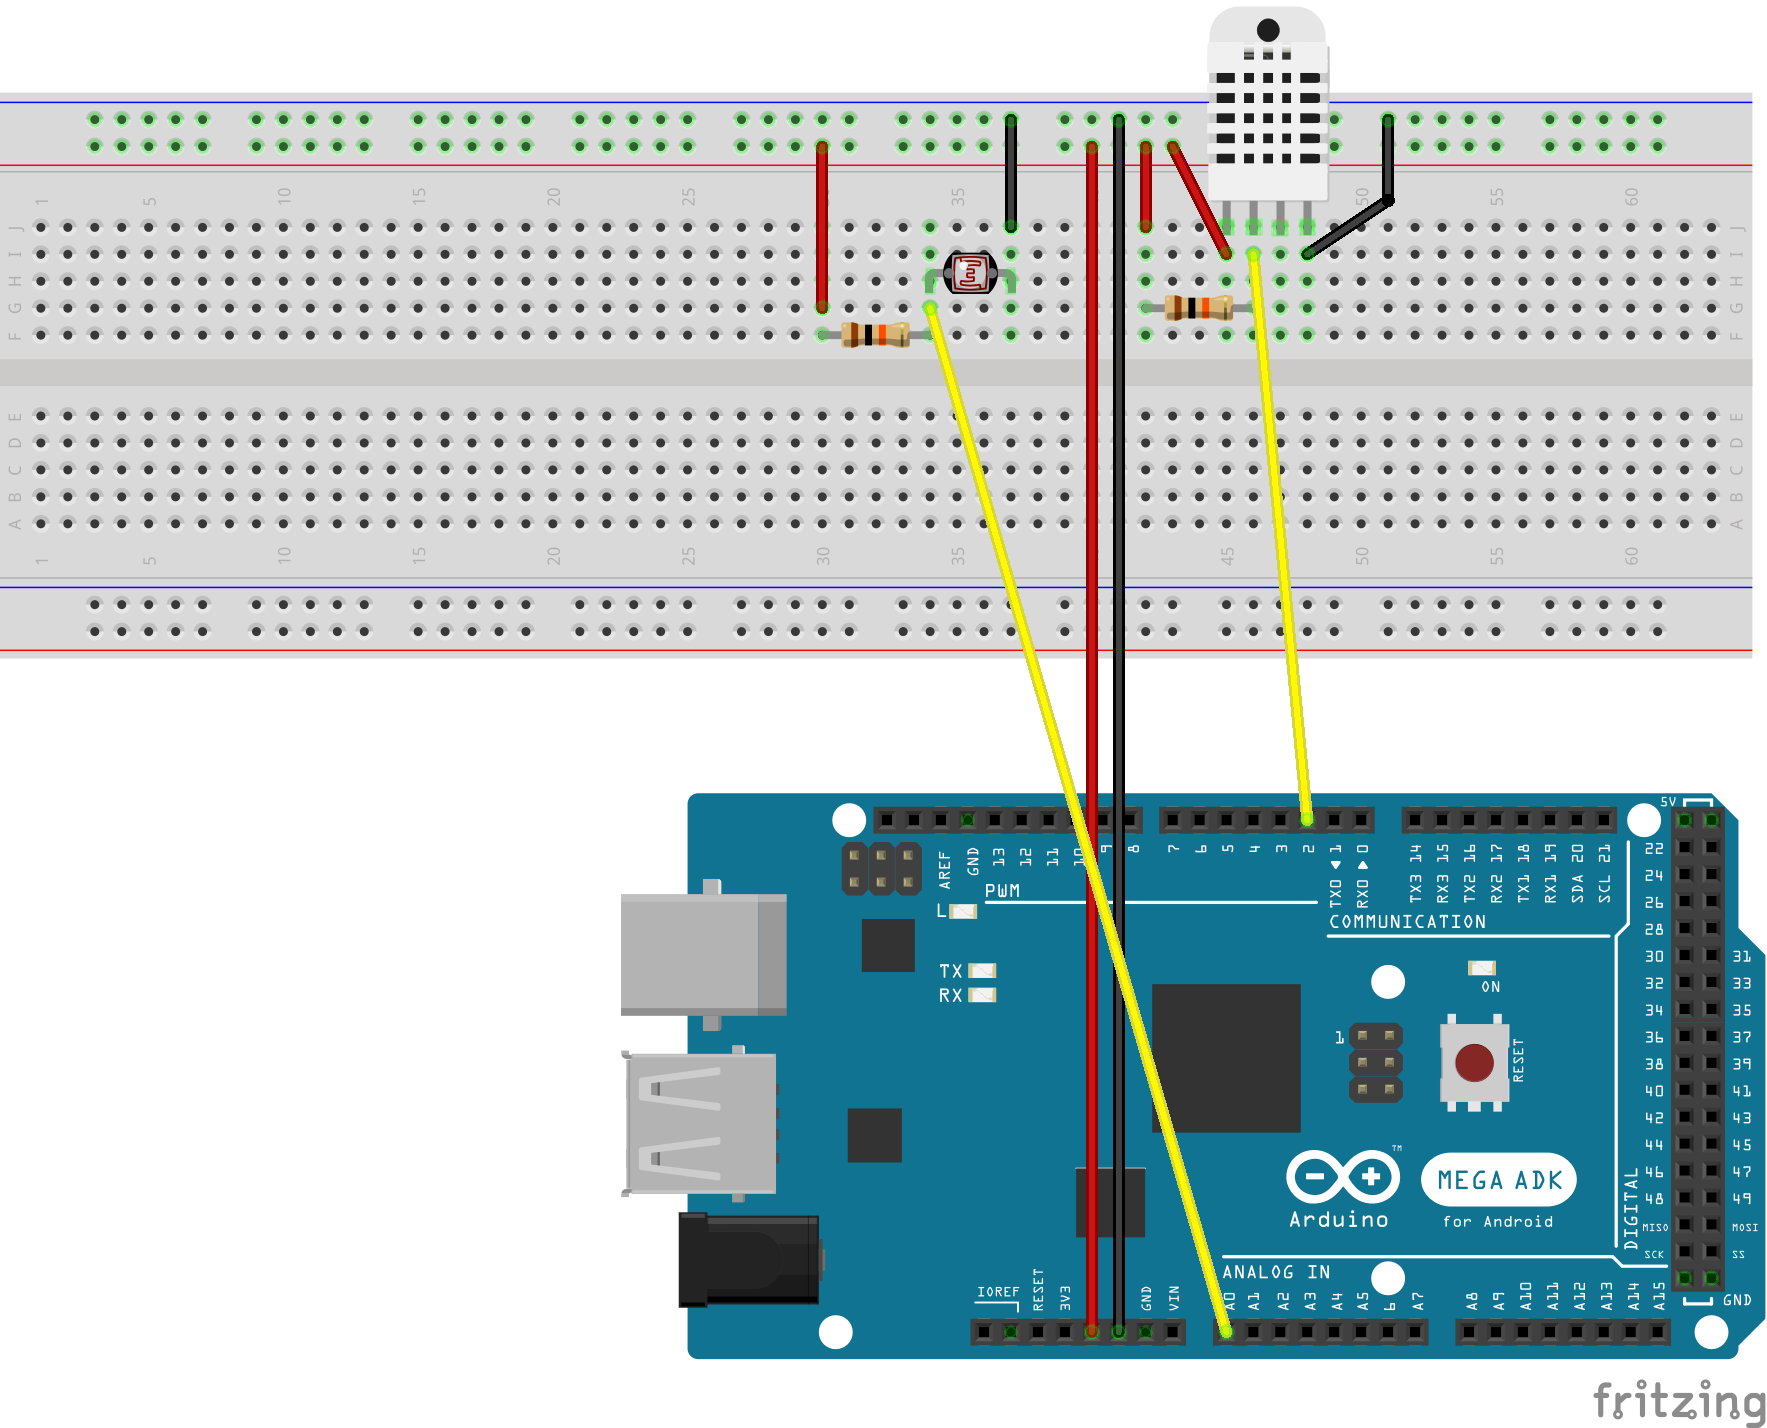 1 5 10 15 20 25 35 50 55 60
J J
I I
H H
G G
F F
E E
D D
C C
B B
A A
1 5 10 15 20 25 30 35 45 50 55 60
5V
AREF GND 13 12 11 10 9 8 7 6 5 4 3 2 TX0 1 RX0 0 TX3 14 RX3 15 TX2 16 RX2 17 TX1 18 RX1 19 SDA 20 SCL 21
22
24
26
28
30 31
32 33
34 35
36 37
38 39
40 41
42 43
44 45
46 47
48 49
MISO MOSI
SCK SS
GND
DIGITAL
PWM
L
COMMUNICATION
TX
RX
ON
1
RESET
TM
MEGA ADK
Arduino
for Android
ANALOG IN
IOREF RESET 3V3 GND VIN A0 A1 A2 A3 A4 A5 6 A7 A8 A9 A10 A11 A12 A13 A14 A15
fritzing